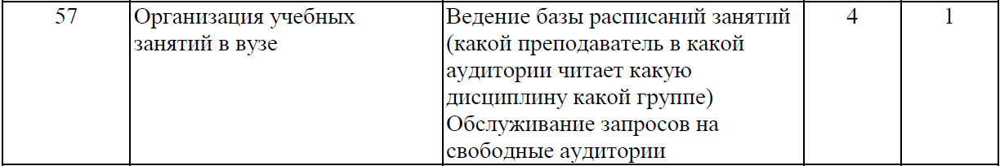 57
Организация учебных
занятий в вузе
Ведение базы расписаний занятий
(какой преподаватель в какой
аудитории читает какую
дисциплину какой группе)
Обслуживание запросов на
свободные аудитории
4
1